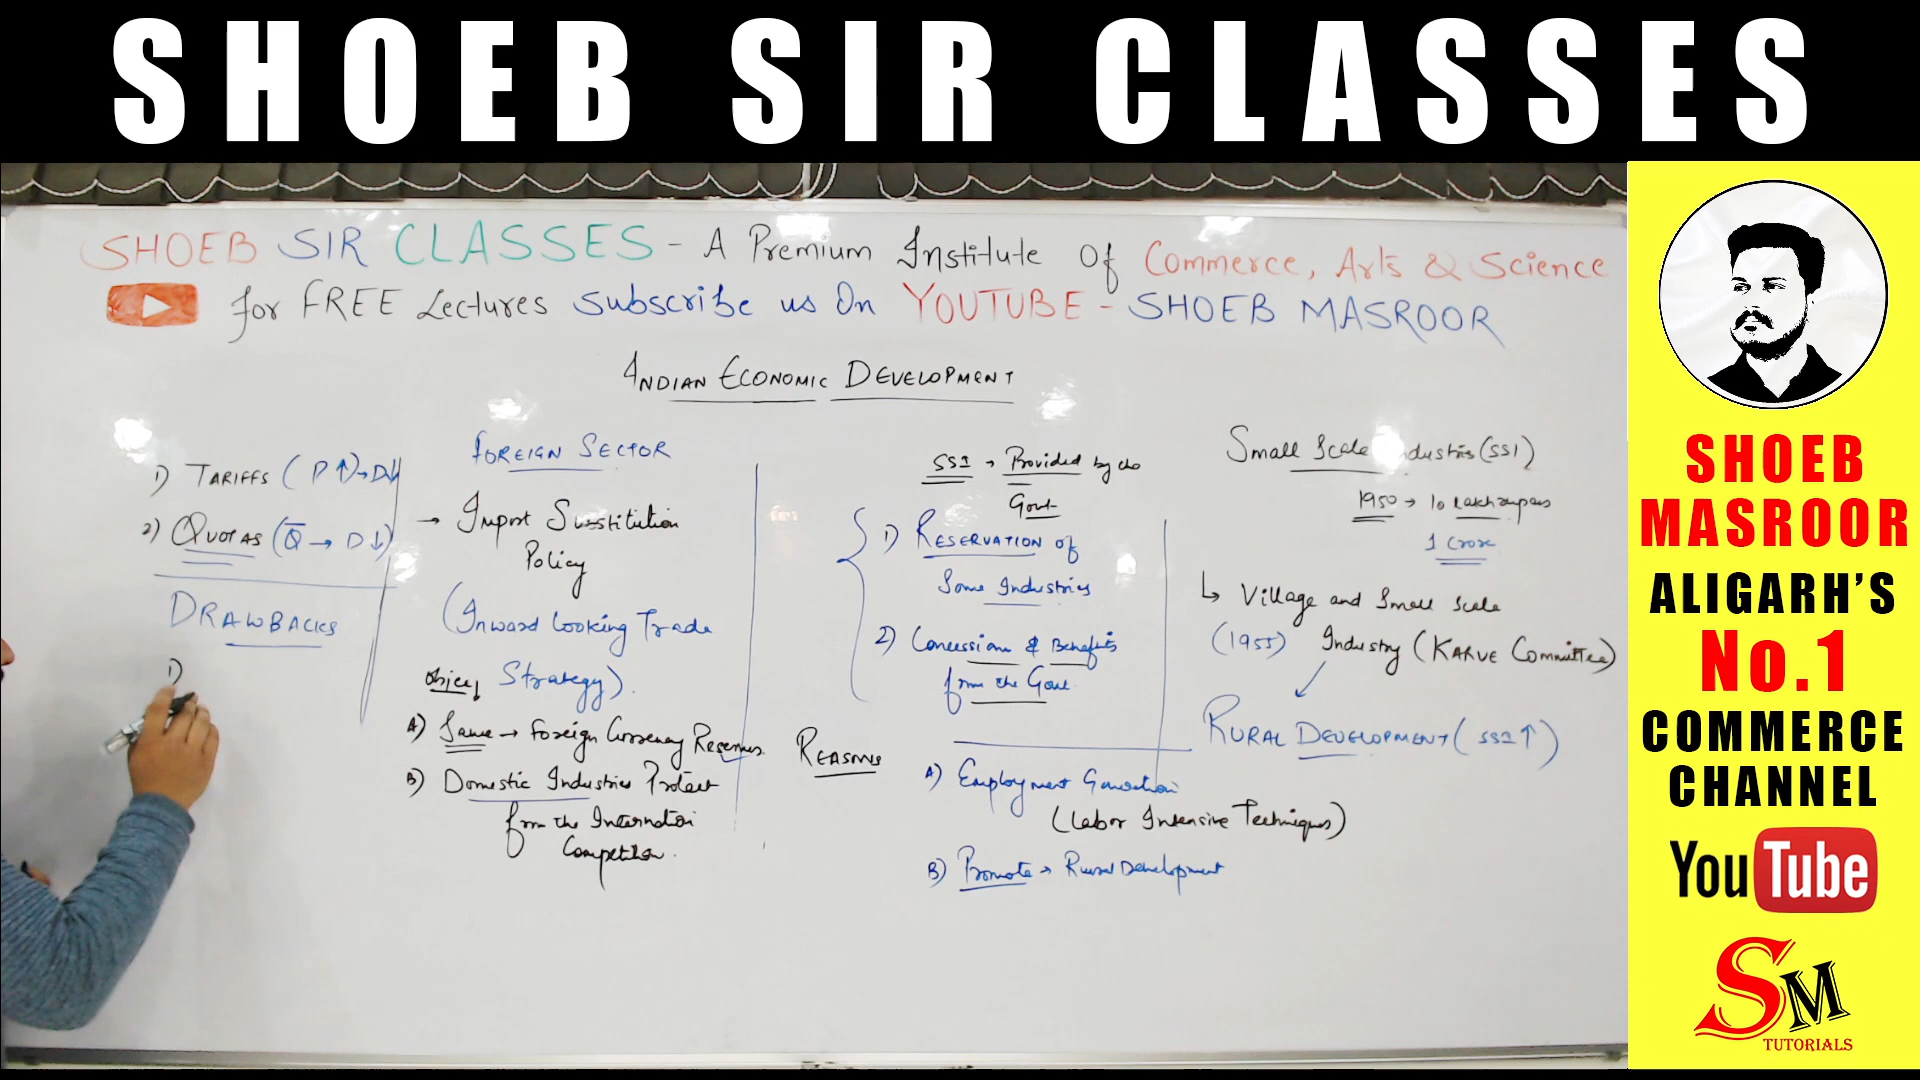 SHOEB SIR CLASSES
SHOEB SIR CLASSES - A Premium Institute Of Commerce, Arts & Science
for FREE Lectures Subscribe us On YOUTUBE - SHOEB MASROOR
INDIAN ECONOMIC DEVELOPMENT
1) TARIFFS ( P↑)→D↓
2) QUOTAS (Q̅ → D↓)
DRAWBACKS
1)
FOREIGN SECTOR
→ Import Substitution
Policy
(Inward Looking Trade
Strategy).
A) Save → Foreign Currency Reserves
B) Domestic Industries Protect
from the
Competition.
SSI → Provided by the
Govt
1) RESERVATION of
Some Industries
2) Concessions & Benefits
from the Govt.
REASONS
A) Employment Generation
(Labor Intensive Techniques)
B) Promote → Rural Development
Small Scale Industries (SSI)
1950 → 10 Lakh rupees
1 Crore
↳ Village and Small Scale
(1955) Industry (KARVE Committee)
RURAL DEVELOPMENT (SSI↑)
SHOEB
MASROOR
ALIGARH'S
No.1
COMMERCE
CHANNEL
YouTube
SM
TUTORIALS